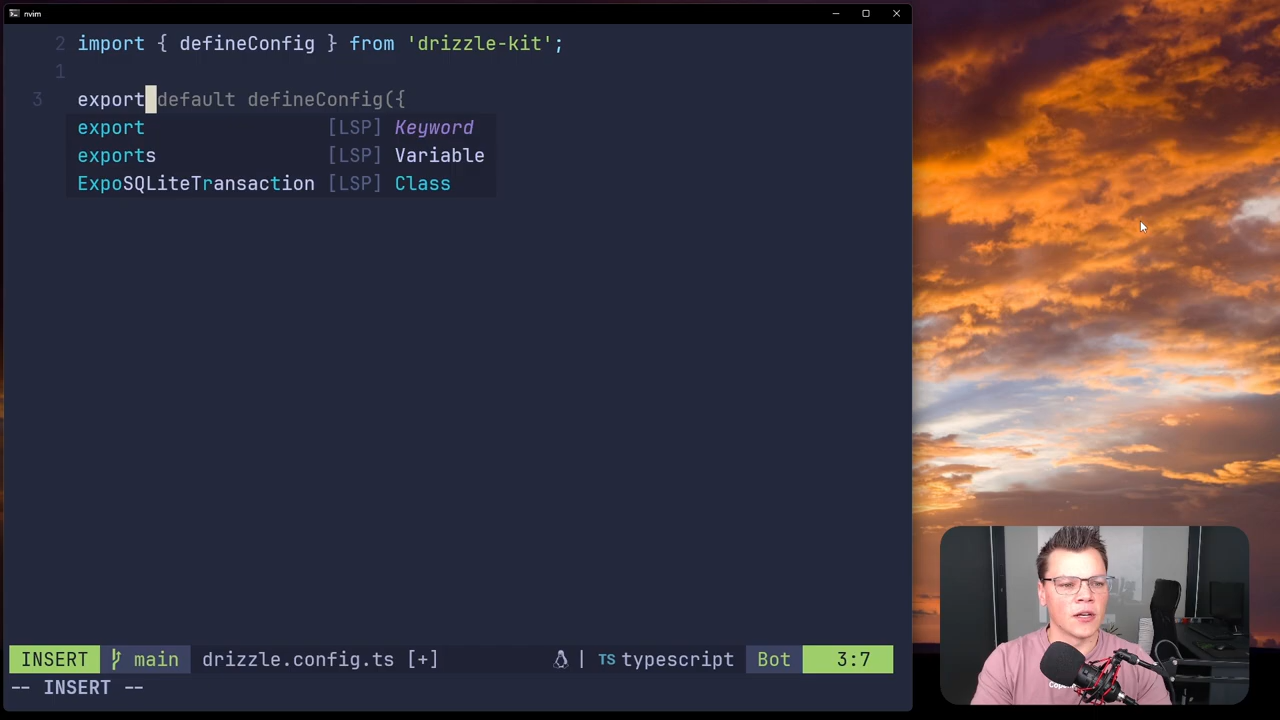 nvim
2 import { defineConfig } from 'drizzle-kit';
1
3 export default defineConfig({
export [LSP] Keyword
exports [LSP] Variable
ExpoSQLiteTransaction [LSP] Class
INSERT main drizzle.config.ts [+] | TS typescript Bot 3:7
-- INSERT --